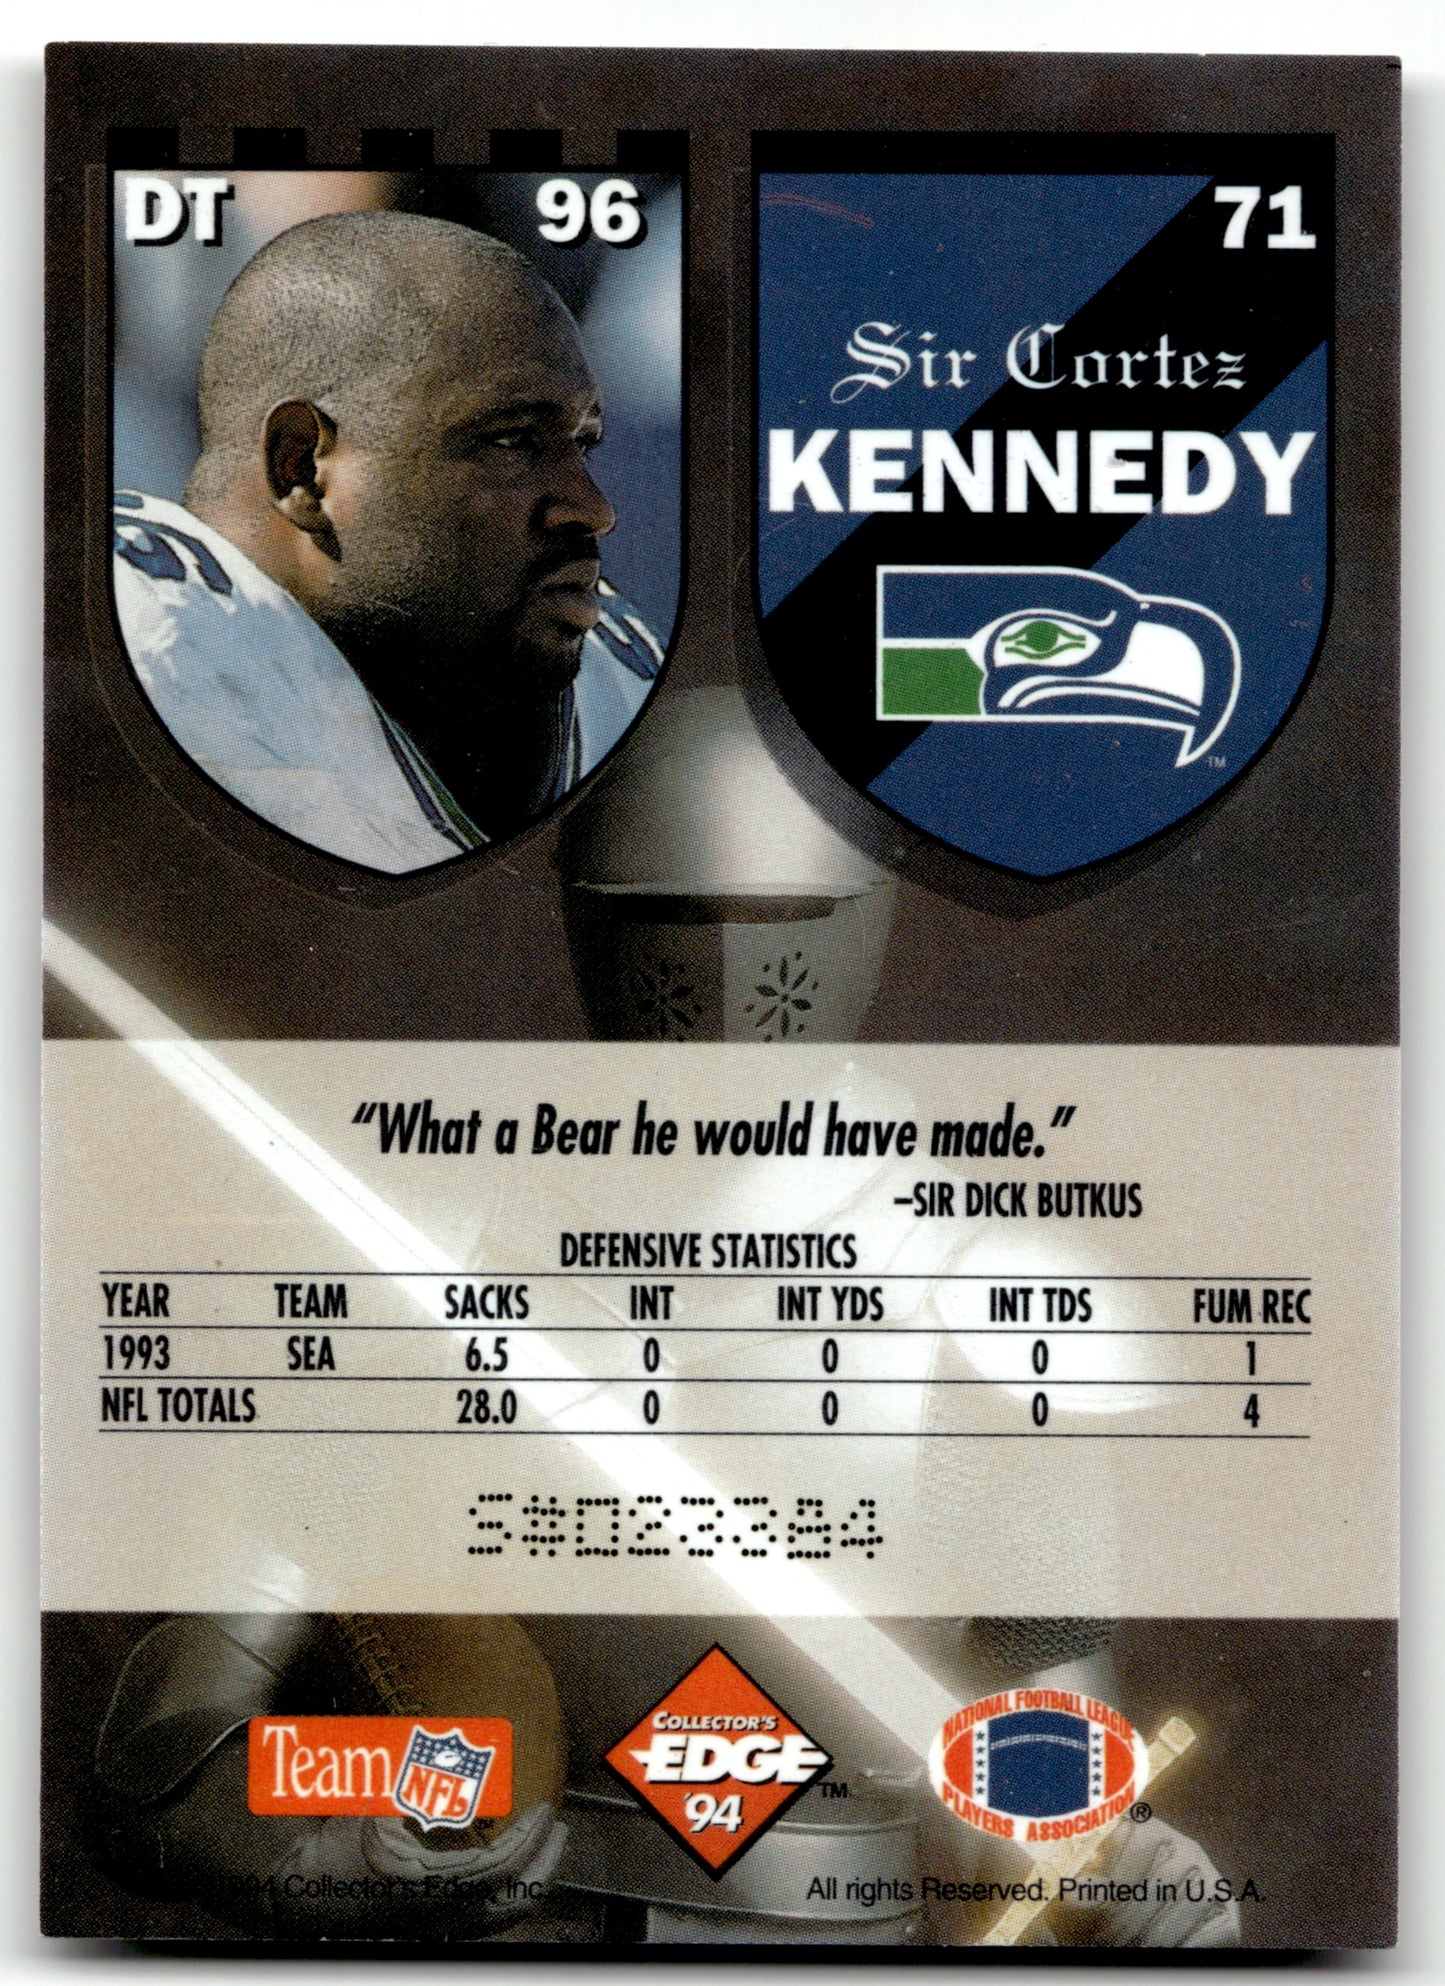 DT 96
71
Sir Cortez
KENNEDY
TM
“What a Bear he would have made.”
–SIR DICK BUTKUS
DEFENSIVE STATISTICS
YEAR TEAM SACKS INT INT YDS INT TDS FUM REC
1993 SEA 6.5 0 0 0 1
NFL TOTALS 28.0 0 0 0 4
S#023384
Team NFL
COLLECTOR'S
EDGE TM
'94
NATIONAL FOOTBALL LEAGUE
PLAYERS ASSOCIATION ®
Collector's Edge, Inc.
All rights Reserved. Printed in U.S.A.